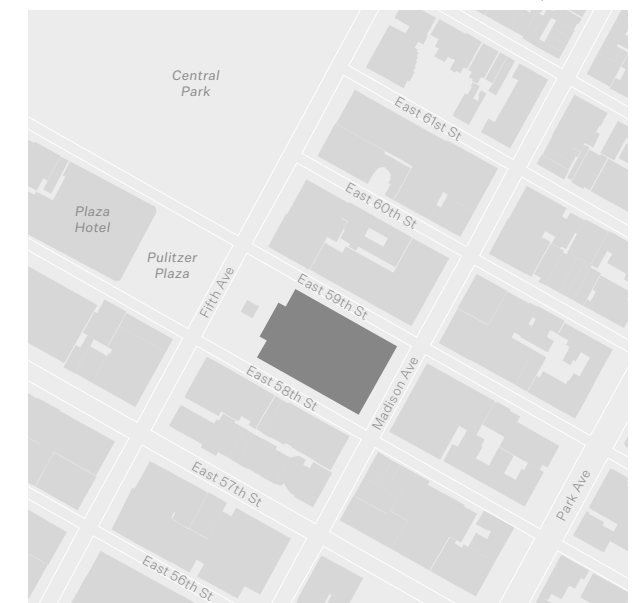 Central
Park
East 61st St
Plaza
Hotel
East 60th St
Pulitzer
Plaza
Fifth Ave
East 59th St
East 58th St
Madison Ave
East 57th St
Park Ave
East 56th St